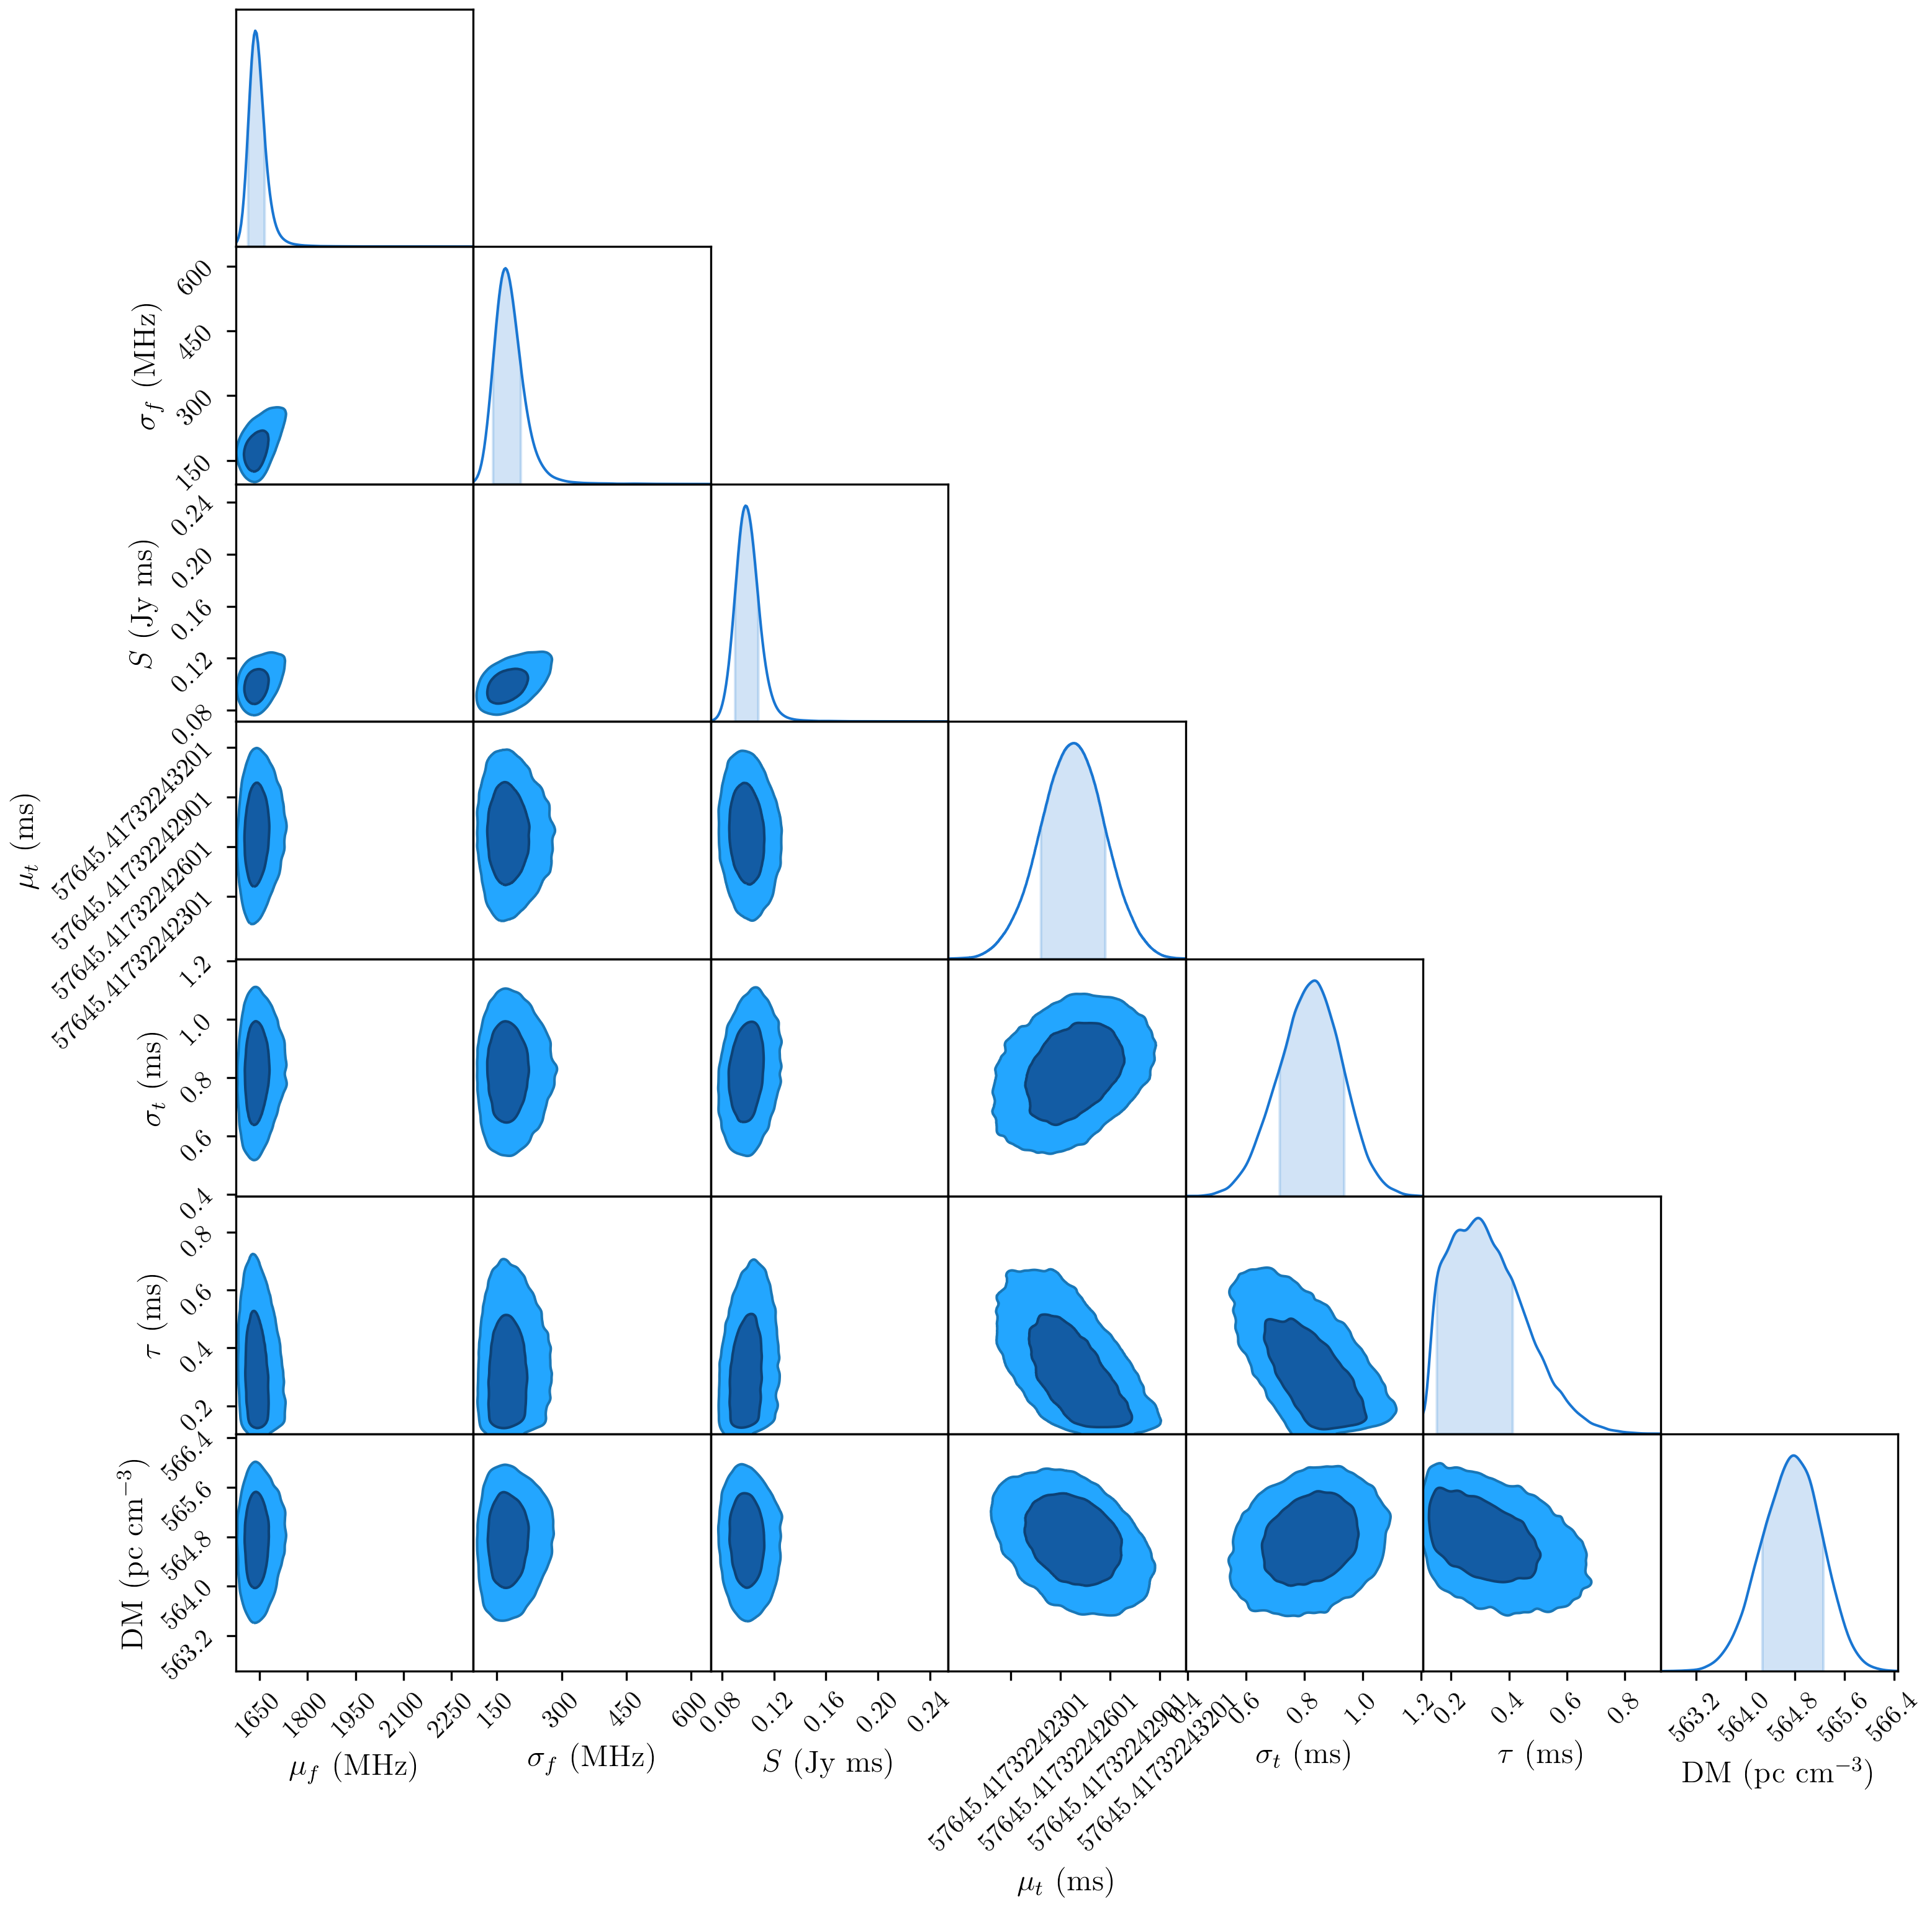 600
450
300
150
σ_f (MHz)
0.24
0.20
0.16
0.12
0.08
S (Jy ms)
57645.41732243201
57645.41732242901
57645.41732242601
57645.41732242301
μ_t (ms)
1.2
1.0
0.8
0.6
0.4
σ_t (ms)
0.8
0.6
0.4
0.2
τ (ms)
566.4
565.6
564.8
564.0
563.2
DM (pc cm⁻³)
1650 1800 1950 2100 2250
μ_f (MHz)
150 300 450 600
σ_f (MHz)
0.08 0.12 0.16 0.20 0.24
S (Jy ms)
57645.41732242301
57645.41732242601
57645.41732242901
57645.41732243201
μ_t (ms)
0.4 0.6 0.8 1.0 1.2
σ_t (ms)
0.2 0.4 0.6 0.8
τ (ms)
563.2 564.0 564.8 565.6 566.4
DM (pc cm⁻³)